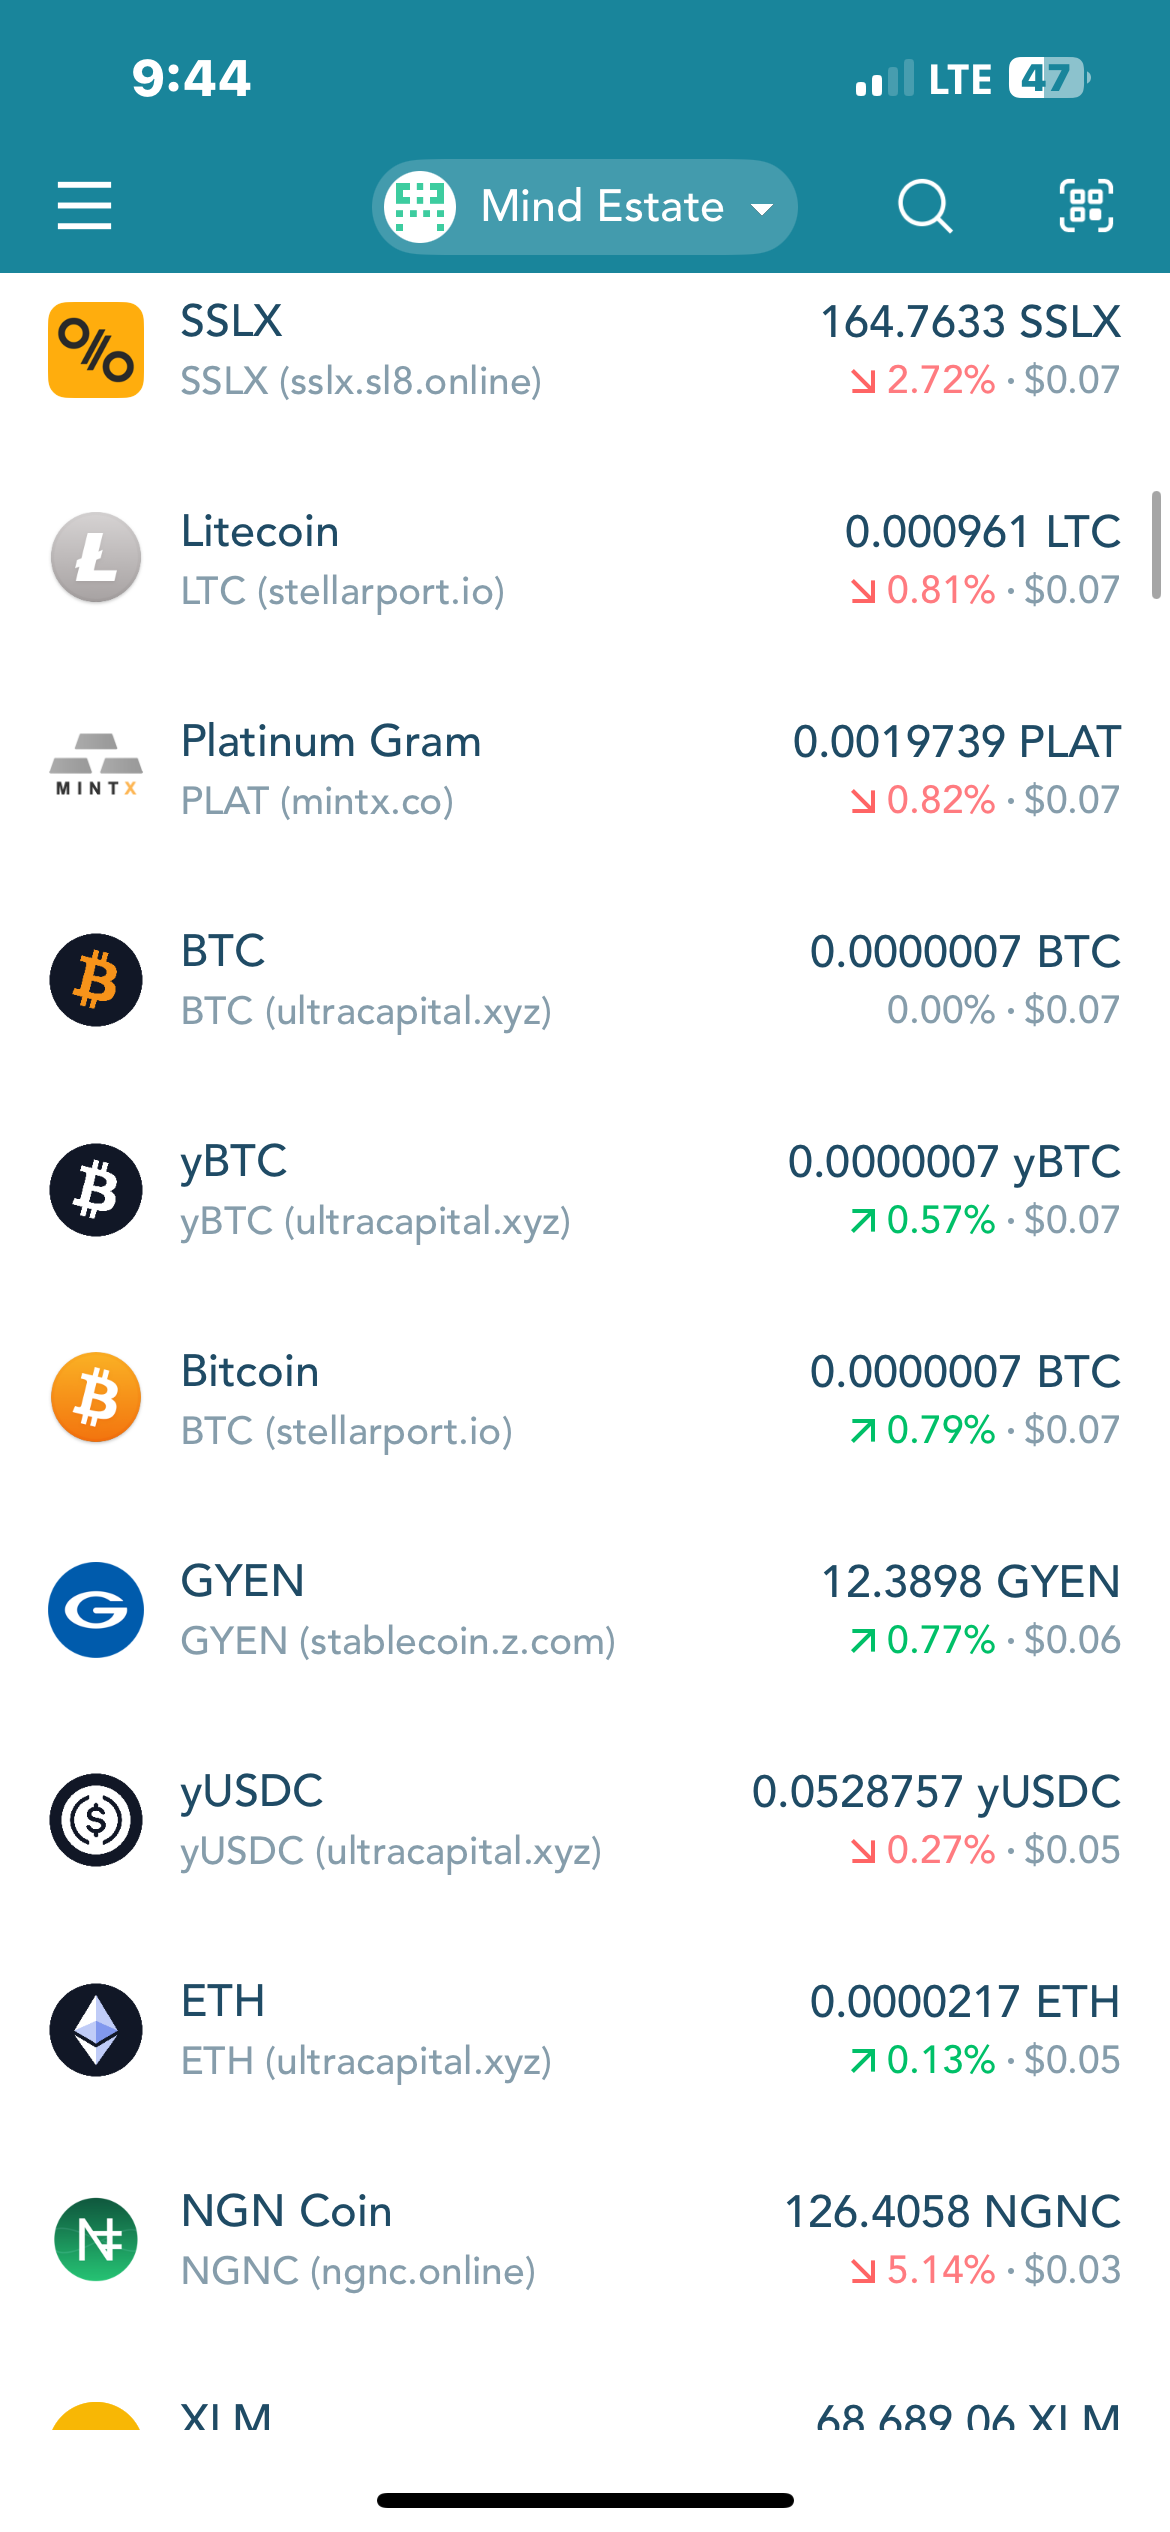 9:44
LTE 47
Mind Estate
SSLX
164.7633 SSLX
SSLX (sslx.sl8.online)
2.72% · $0.07
Litecoin
0.000961 LTC
LTC (stellarport.io)
0.81% · $0.07
Platinum Gram
0.0019739 PLAT
MINTX
PLAT (mintx.co)
0.82% · $0.07
BTC
0.0000007 BTC
BTC (ultracapital.xyz)
0.00% · $0.07
yBTC
0.0000007 yBTC
yBTC (ultracapital.xyz)
0.57% · $0.07
Bitcoin
0.0000007 BTC
BTC (stellarport.io)
0.79% · $0.07
GYEN
12.3898 GYEN
GYEN (stablecoin.z.com)
0.77% · $0.06
yUSDC
0.0528757 yUSDC
yUSDC (ultracapital.xyz)
0.27% · $0.05
ETH
0.0000217 ETH
ETH (ultracapital.xyz)
0.13% · $0.05
NGN Coin
126.4058 NGNC
NGNC (ngnc.online)
5.14% · $0.03
XLM
68,689.06 XLM